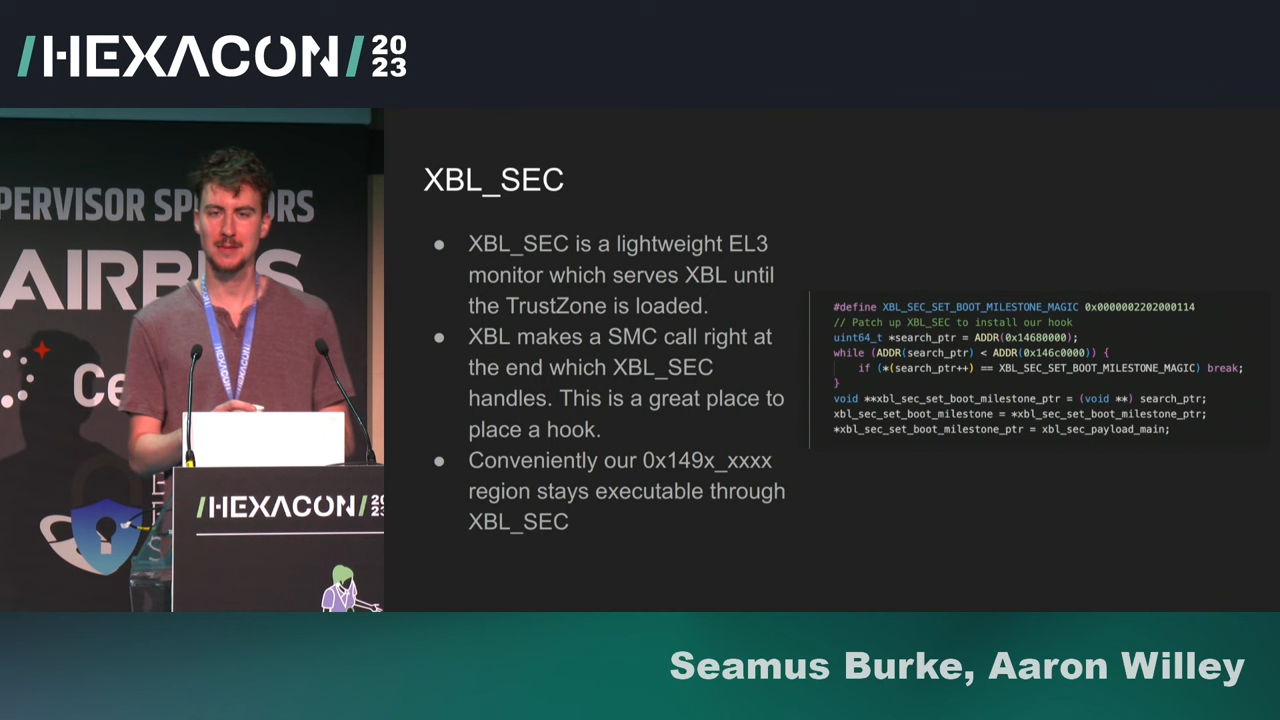 /HEXACON/ 20
23
PERVISOR SP RS
AIRB S
Ce
/HEXACON/
HEXACON
XBL_SEC
● XBL_SEC is a lightweight EL3
monitor which serves XBL until
the TrustZone is loaded.
● XBL makes a SMC call right at
the end which XBL_SEC
handles. This is a great place to
place a hook.
● Conveniently our 0x149x_xxxx
region stays executable through
XBL_SEC
#define XBL_SEC_SET_BOOT_MILESTONE_MAGIC 0x0000002202000114
// Patch up XBL_SEC to install our hook
uint64_t *search_ptr = ADDR(0x14680000);
while (ADDR(search_ptr) < ADDR(0x146c0000)) {
if (*(search_ptr++) == XBL_SEC_SET_BOOT_MILESTONE_MAGIC) break;
}
void **xbl_sec_set_boot_milestone_ptr = (void **) search_ptr;
xbl_sec_set_boot_milestone = *xbl_sec_set_boot_milestone_ptr;
*xbl_sec_set_boot_milestone_ptr = xbl_sec_payload_main;
Seamus Burke, Aaron Willey